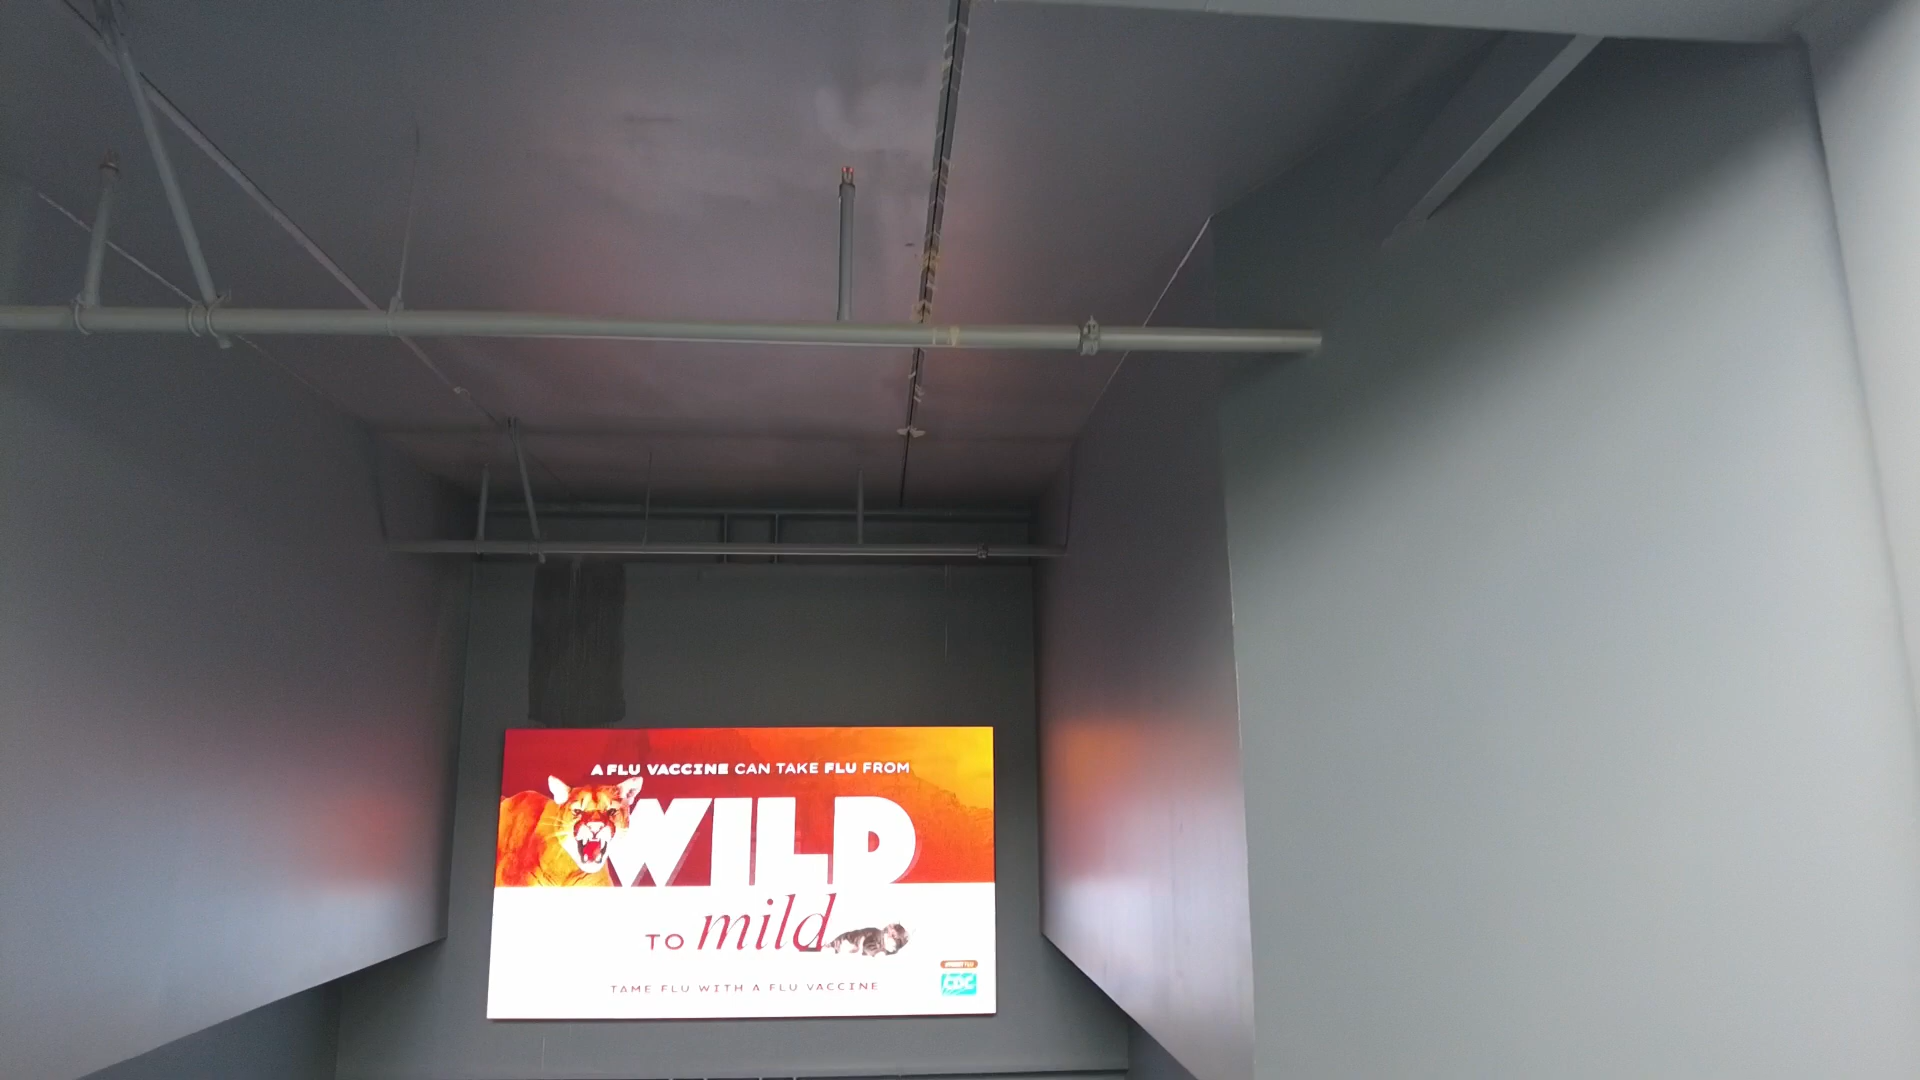 A FLU VACCINE CAN TAKE FLU FROM
WILD
TO mild
TAME FLU WITH A FLU VACCINE
CDC